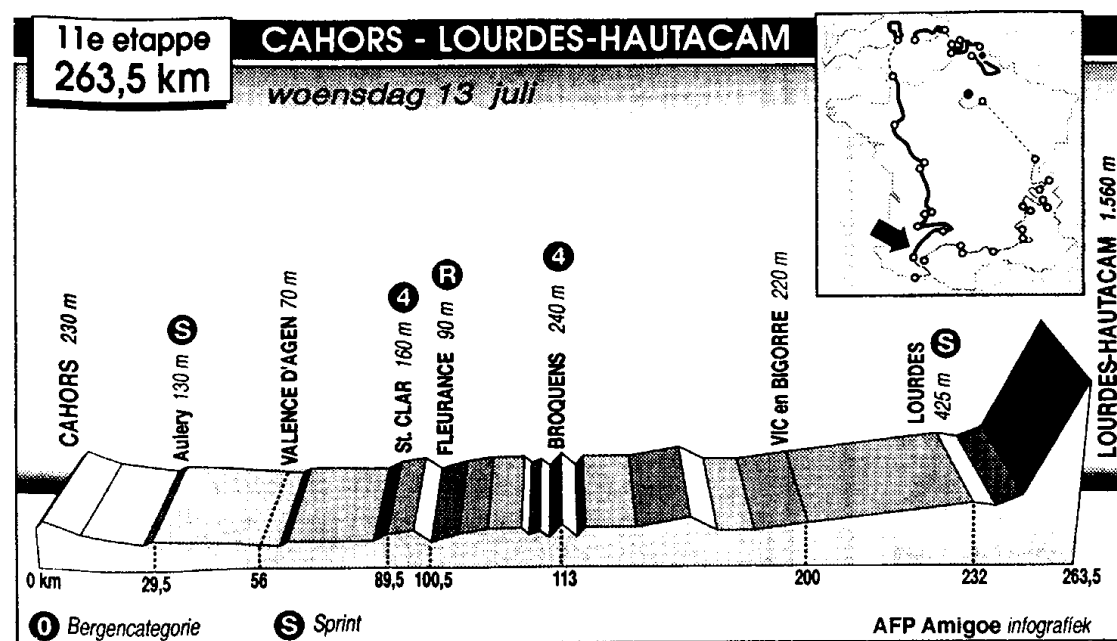 11e etappe
263,5 km
CAHORS - LOURDES-HAUTACAM
woensdag 13 juli
CAHORS 230 m
Aulery 130 m S
VALENCE D'AGEN 70 m
St. CLAR 160 m 4
FLEURANCE 90 m R
BROQUENS 240 m 4
VIC en BIGORRE 220 m
LOURDES
425 m S
LOURDES-HAUTACAM 1.560 m
0 km 29,5 56 89,5 100,5 113 200 232 263,5
0 Bergencategorie S Sprint AFP Amigoe infografiek